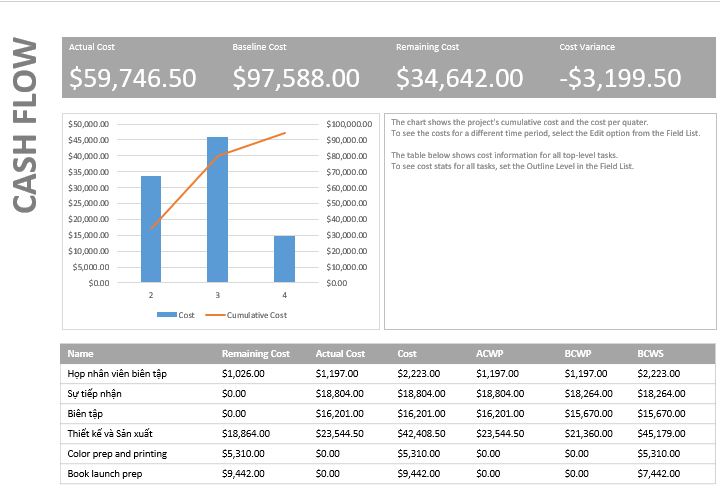 CASH FLOW
Actual Cost Baseline Cost Remaining Cost Cost Variance
$59,746.50 $97,588.00 $34,642.00 -$3,199.50
$50,000.00 $100,000.00
$45,000.00 $90,000.00
$40,000.00 $80,000.00
$35,000.00 $70,000.00
$30,000.00 $60,000.00
$25,000.00 $50,000.00
$20,000.00 $40,000.00
$15,000.00 $30,000.00
$10,000.00 $20,000.00
$5,000.00 $10,000.00
$0.00 $0.00
2 3 4
Cost Cumulative Cost
The chart shows the project's cumulative cost and the cost per quater.
To see the costs for a different time period, select the Edit option from the Field List.
The table below shows cost information for all top-level tasks.
To see cost stats for all tasks, set the Outline Level in the Field List.
Name Remaining Cost Actual Cost Cost ACWP BCWP BCWS
Họp nhân viên biên tập $1,026.00 $1,197.00 $2,223.00 $1,197.00 $1,197.00 $2,223.00
Sự tiếp nhận $0.00 $18,804.00 $18,804.00 $18,804.00 $18,264.00 $18,264.00
Biên tập $0.00 $16,201.00 $16,201.00 $16,201.00 $15,670.00 $15,670.00
Thiết kế và Sản xuất $18,864.00 $23,544.50 $42,408.50 $23,544.50 $21,360.00 $45,179.00
Color prep and printing $5,310.00 $0.00 $5,310.00 $0.00 $0.00 $5,310.00
Book launch prep $9,442.00 $0.00 $9,442.00 $0.00 $0.00 $7,442.00